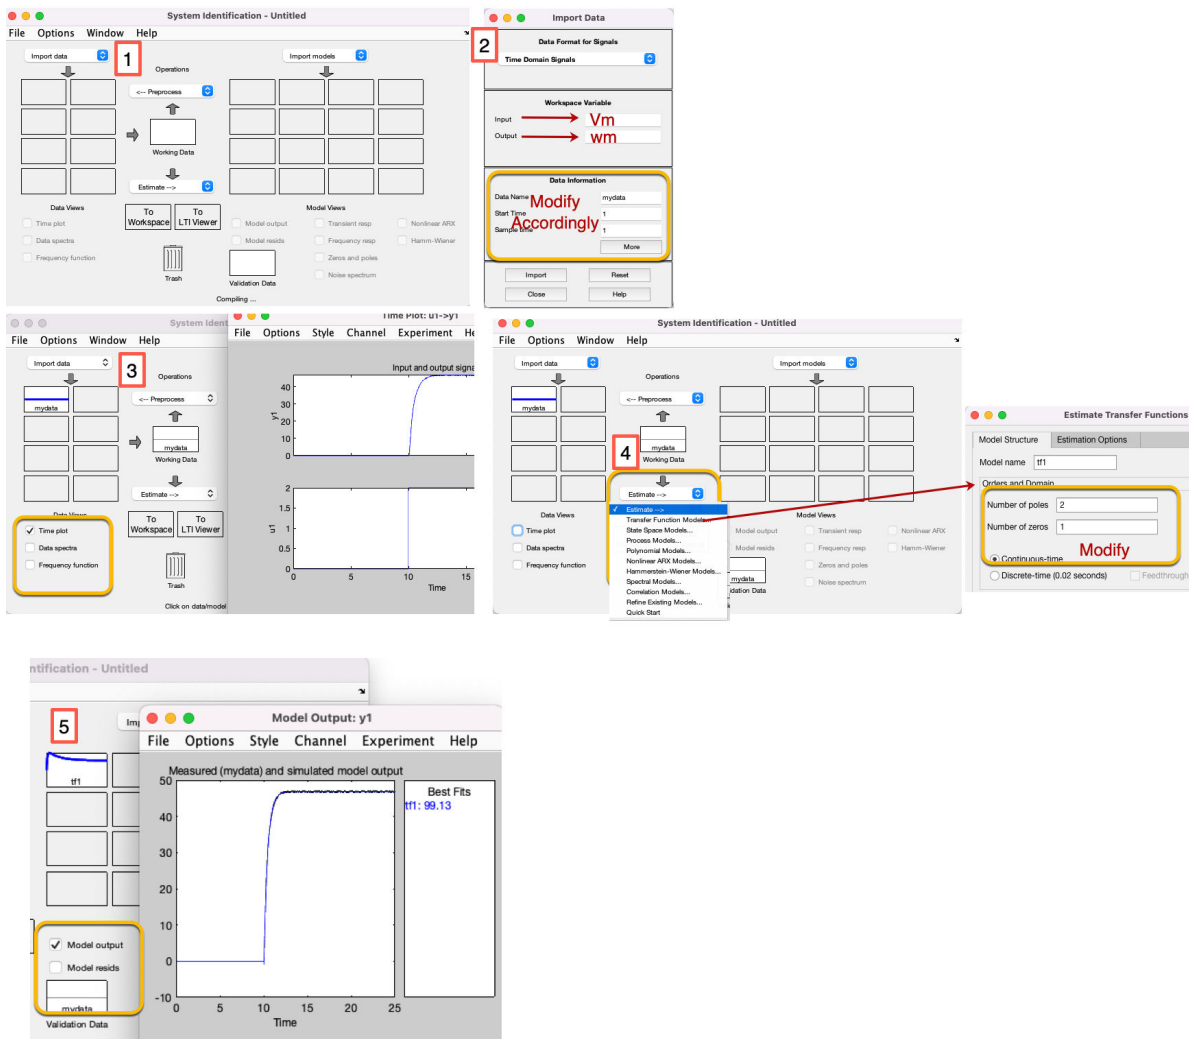 System Identification - Untitled
File Options Window Help
Import data
1
Import models
Operations
<-- Preprocess
Working Data
Estimate -->
Data Views
To Workspace
To LTI Viewer
Model Views
Time plot
Data spectra
Frequency function
Trash
Model output
Model resids
Transient resp
Frequency resp
Zeros and poles
Noise spectrum
Nonlinear ARX
Hamm-Wiener
Validation Data
Compiling ...
Import Data
2
Data Format for Signals
Time Domain Signals
Workspace Variable
Input Vm
Output wm
Data Information
Data Name mydata
Modify
Start Time 1
Accordingly
Sample time 1
More
Import Reset
Close Help
System Ident
File Options Window Help
Import data
3
Operations
mydata
<-- Preprocess
mydata
Working Data
Estimate -->
Data Views
Time plot
Data spectra
Frequency function
To Workspace
To LTI Viewer
Trash
Click on data/model
Time Plot: u1->y1
File Options Style Channel Experiment He
Input and output signa
y1
40
30
20
10
0
u1
2
1.5
1
0.5
0
0 5 10 15
Time
System Identification - Untitled
File Options Window Help
Import data
Import models
Operations
mydata
<-- Preprocess
mydata
4
Working Data
Estimate -->
Estimate -->
Transfer Function Models...
State Space Models...
Process Models...
Polynomial Models...
Nonlinear ARX Models...
Hammerstein-Wiener Models...
Spectral Models...
Correlation Models...
Refine Existing Models...
Quick Start
Data Views
Time plot
Data spectra
Frequency function
Model Views
Model output
Model resids
Transient resp
Frequency resp
Zeros and poles
Noise spectrum
Nonlinear ARX
Hamm-Wiener
mydata
dation Data
Estimate Transfer Functions
Model Structure Estimation Options
Model name tf1
Orders and Domain
Number of poles 2
Number of zeros 1
Modify
Continuous-time
Discrete-time (0.02 seconds) Feedthrough
ntification - Untitled
5
Im
tf1
Model output
Model resids
mydata
Validation Data
Model Output: y1
File Options Style Channel Experiment Help
Measured (mydata) and simulated model output
50
40
30
20
10
0
-10
0 5 10 15 20 25
Time
Best Fits
tf1: 99.13